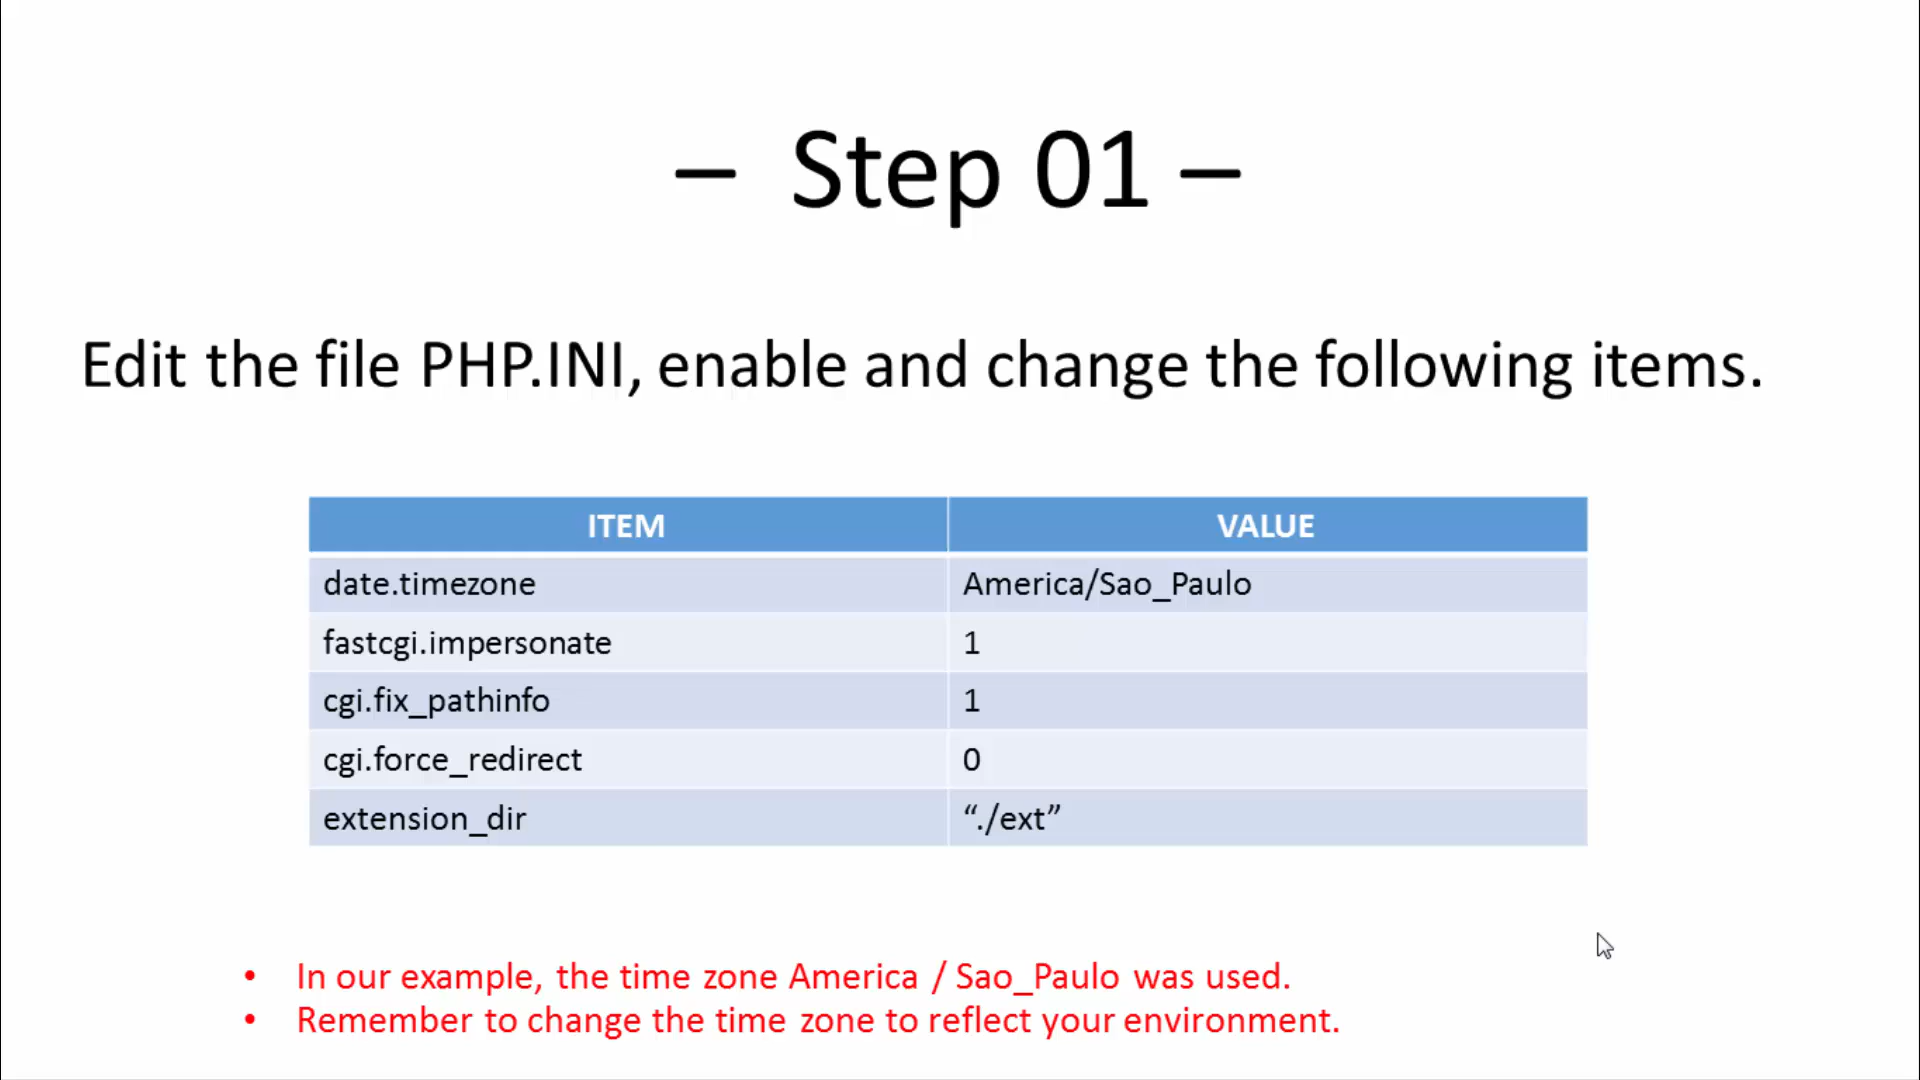 – Step 01 –
Edit the file PHP.INI, enable and change the following items.
ITEM VALUE
date.timezone America/Sao_Paulo
fastcgi.impersonate 1
cgi.fix_pathinfo 1
cgi.force_redirect 0
extension_dir “./ext”
• In our example, the time zone America / Sao_Paulo was used.
• Remember to change the time zone to reflect your environment.